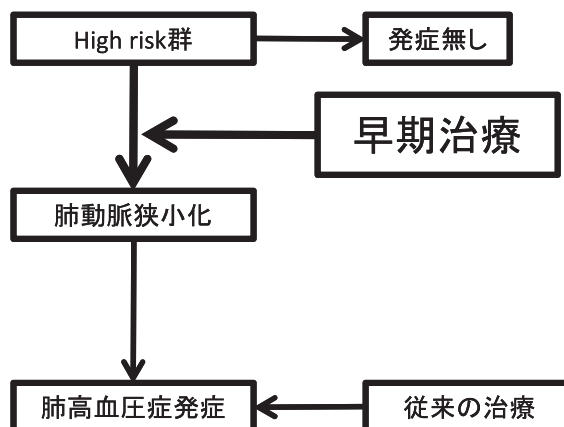 High risk群
発症無し
早期治療
肺動脈狭小化
肺高血圧症発症
従来の治療